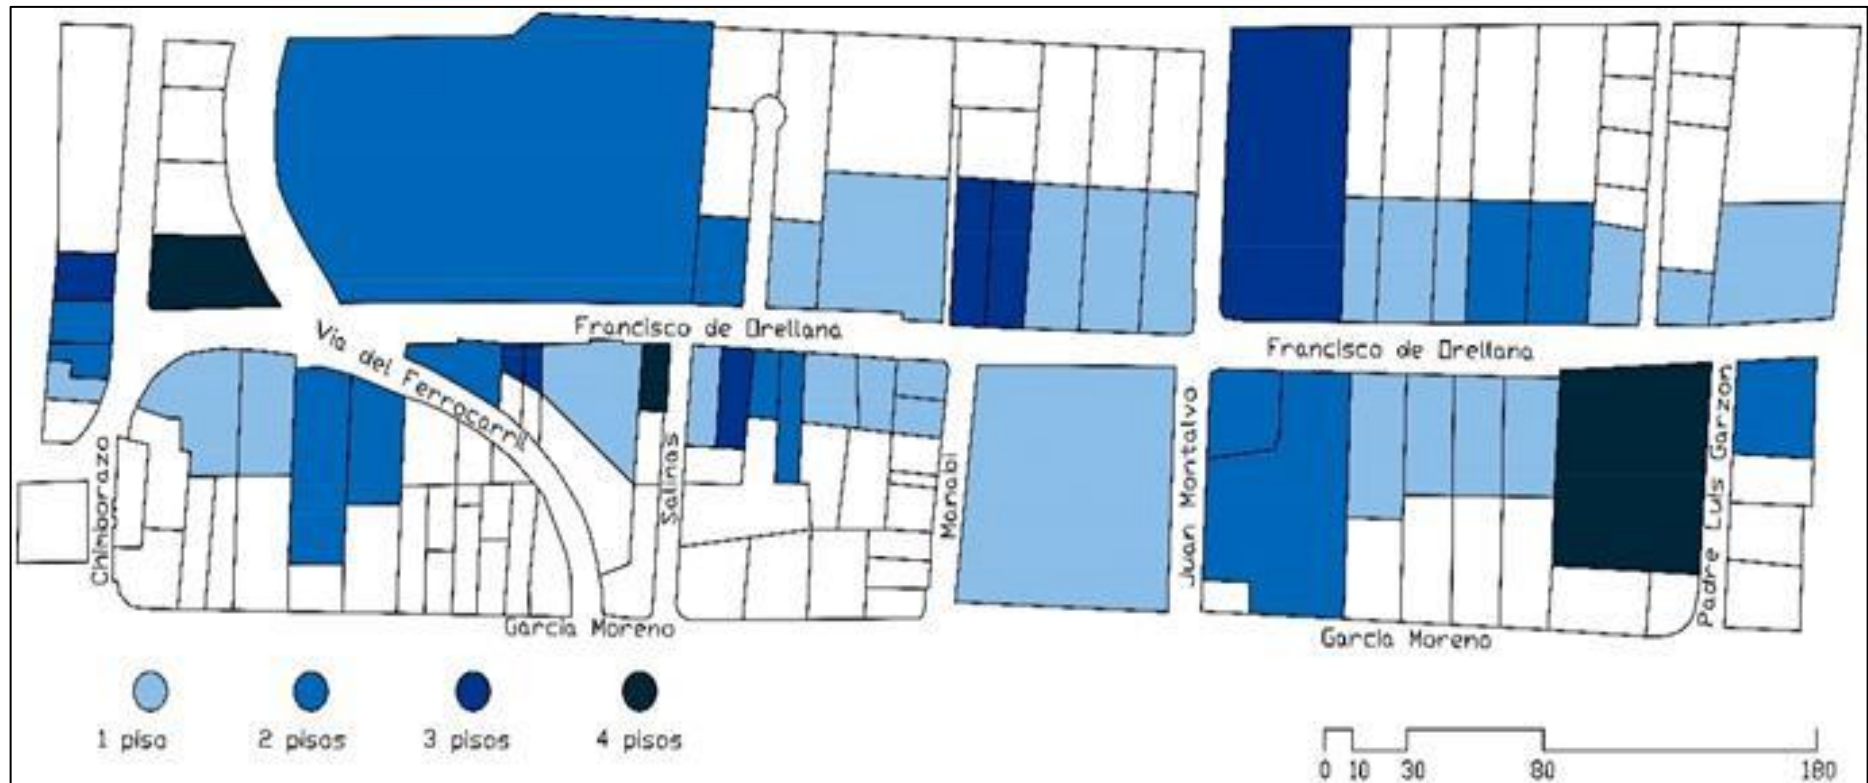 Francisco de Orellana
Francisco de Orellana
Vía del Ferrocarril
Chimborazo
Salinas
Manabi
Juan Montalvo
Padre Luis Garzon
García Moreno
García Moreno
1 piso
2 pisos
3 pisos
4 pisos
0 10 30 80 180